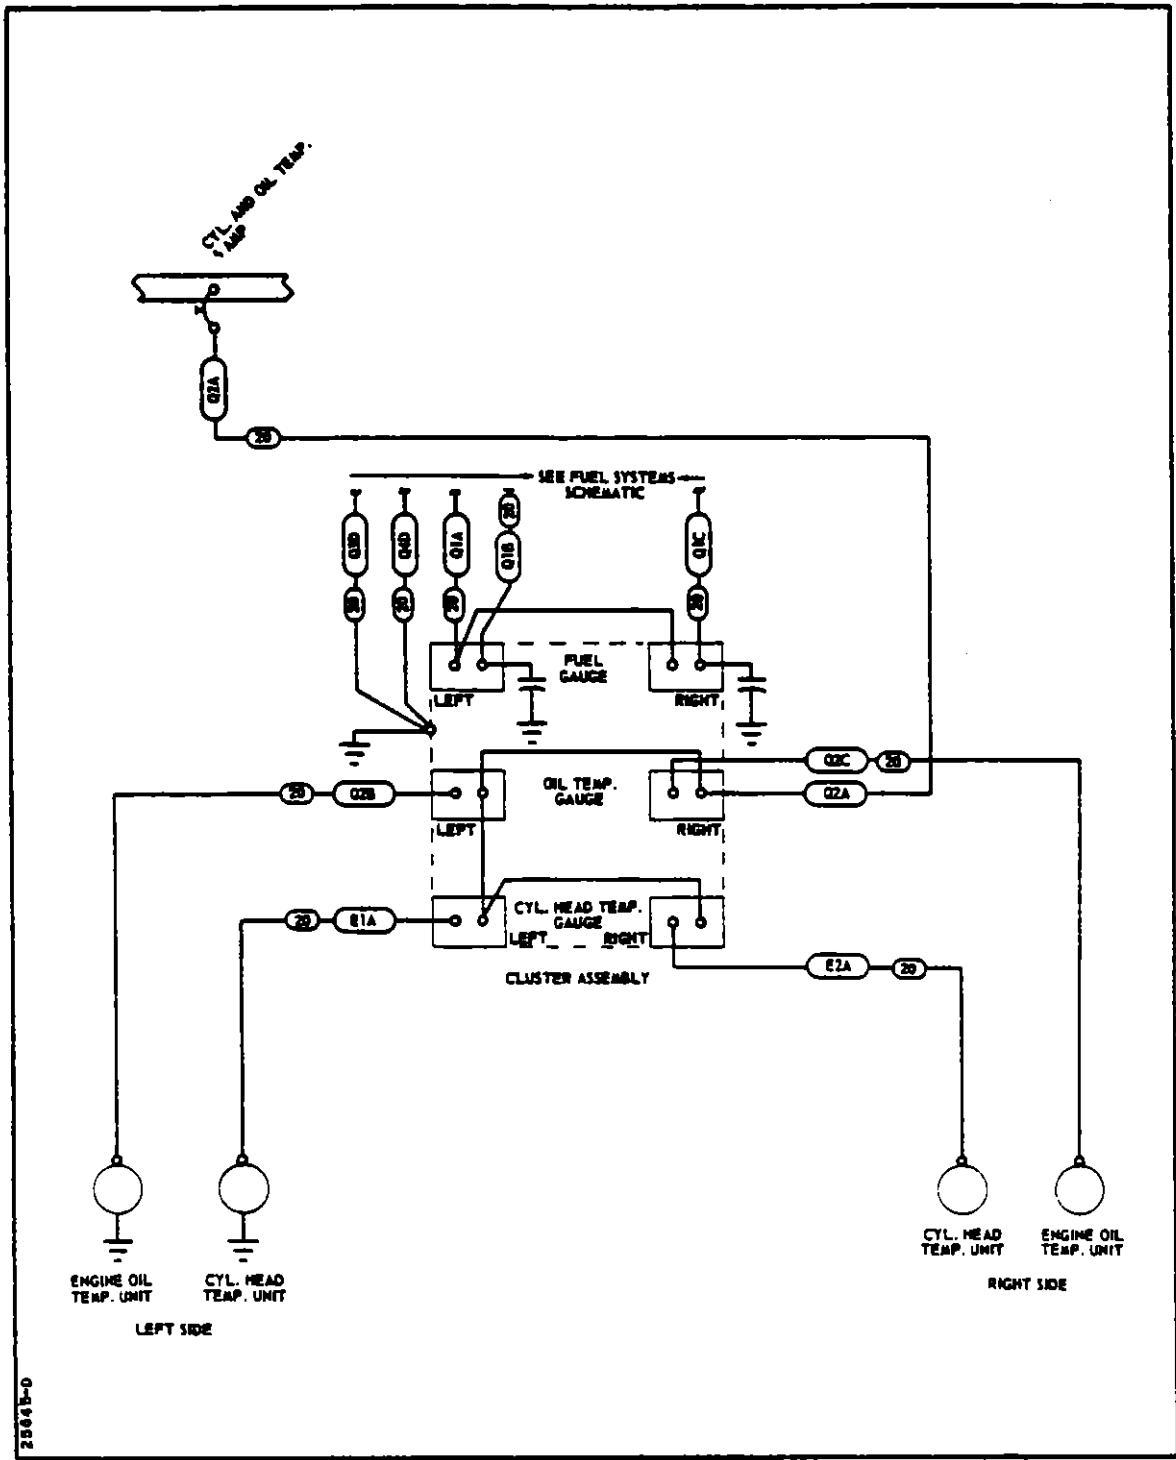 CYL. AND OIL TEMP.
AMP
Q2A
20
SEE FUEL SYSTEMS
SCHEMATIC
Q4D
Q1A
20
Q1B
Q1C
20
20
20
20
FUEL
GAUGE
LEFT
RIGHT
OIL TEMP.
GAUGE
Q2C
20
20
Q2B
Q2A
LEFT
RIGHT
20
E1A
CYL. HEAD TEMP.
GAUGE
LEFT
RIGHT
E2A
20
CLUSTER ASSEMBLY
ENGINE OIL
TEMP. UNIT
CYL. HEAD
TEMP. UNIT
LEFT SIDE
CYL. HEAD
TEMP. UNIT
ENGINE OIL
TEMP. UNIT
RIGHT SIDE
25645-D